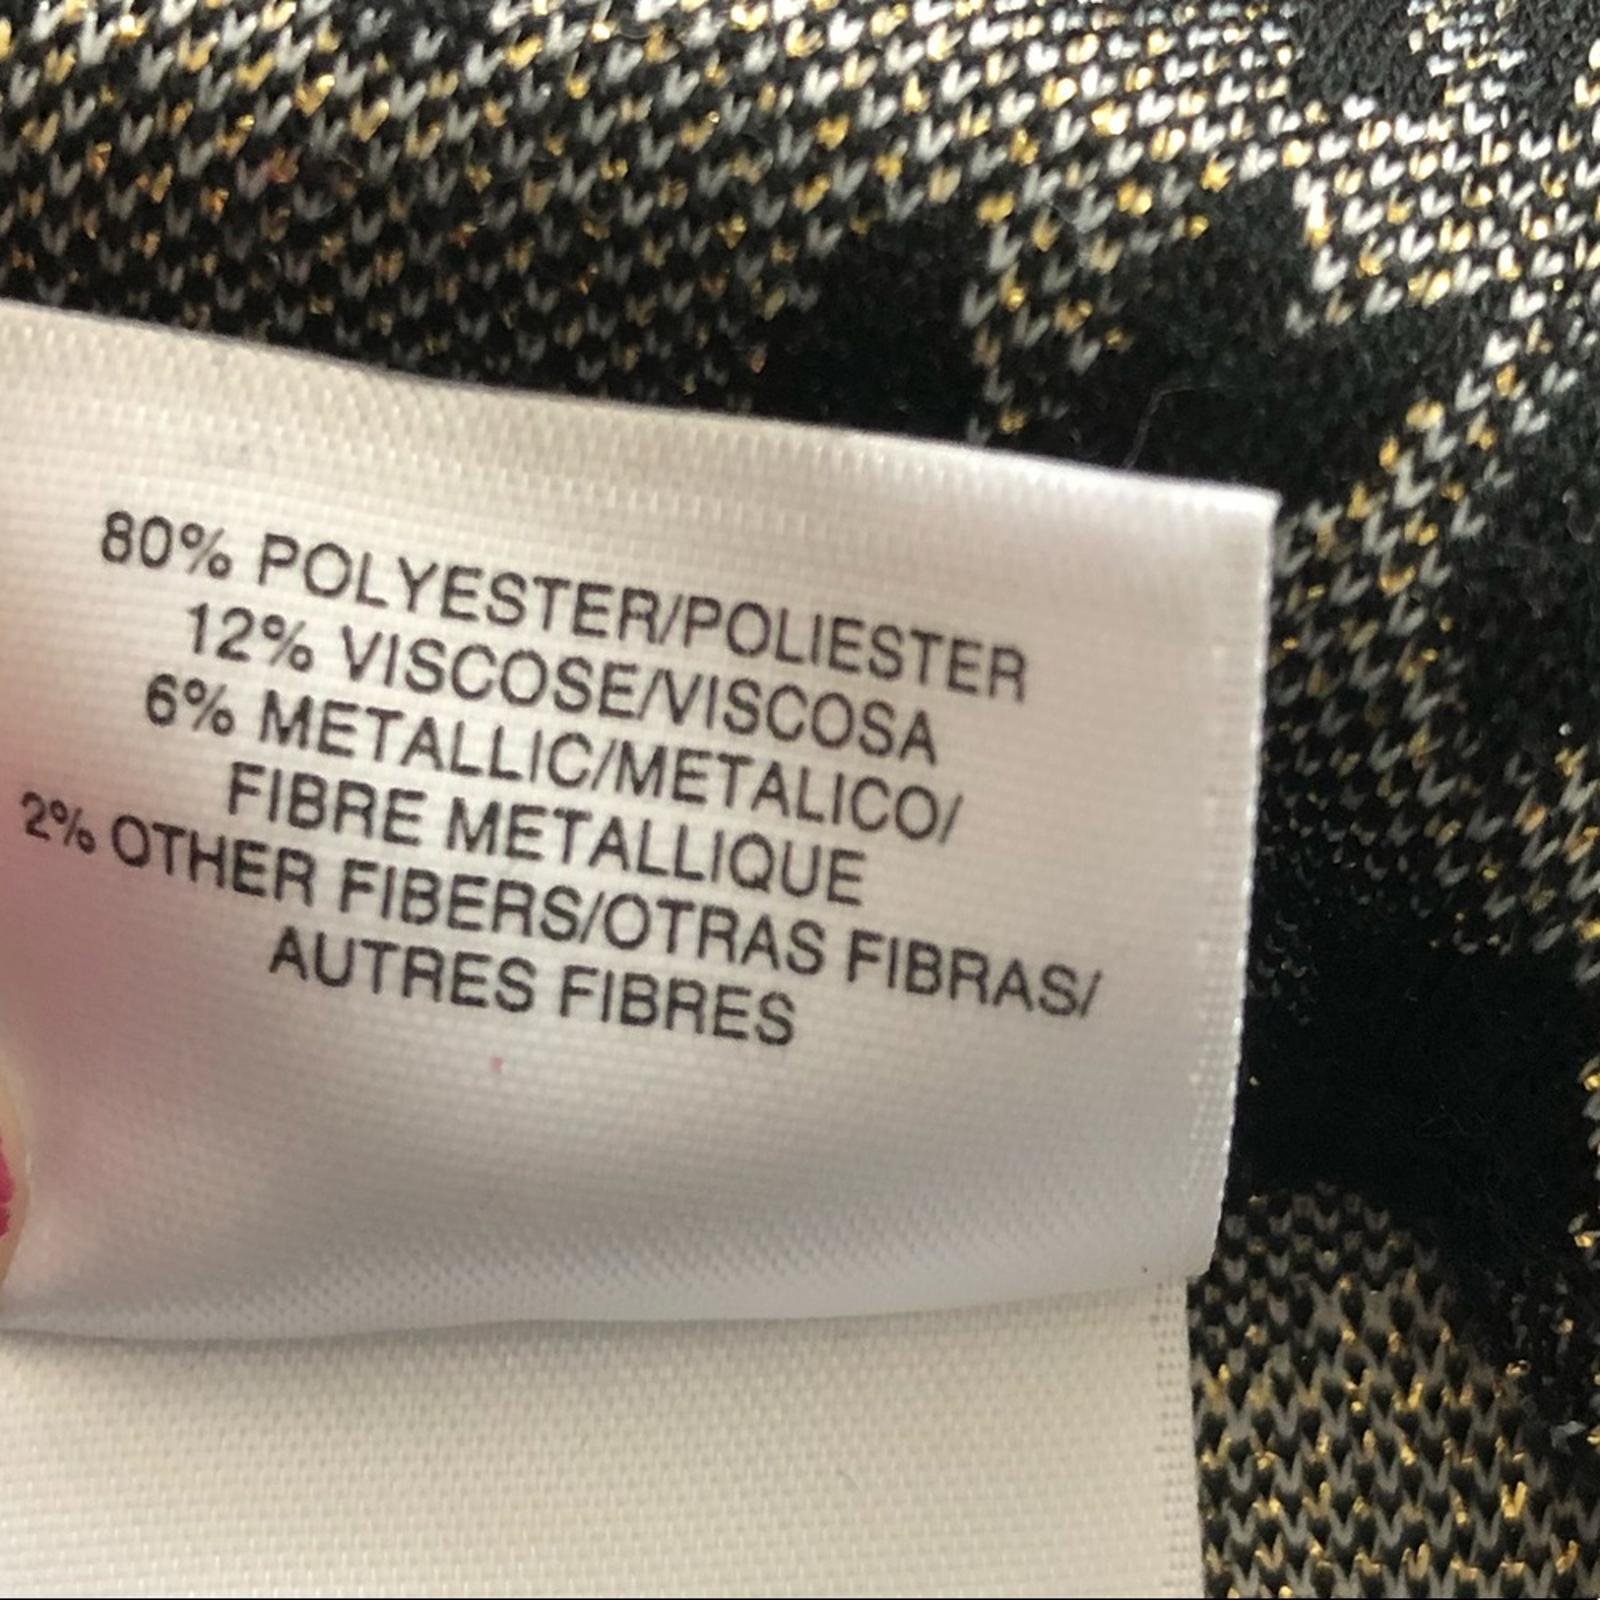 80% POLYESTER/POLIESTER
12% VISCOSE/VISCOSA
6% METALLIC/METALICO/
FIBRE METALLIQUE
2% OTHER FIBERS/OTRAS FIBRAS/
AUTRES FIBRES